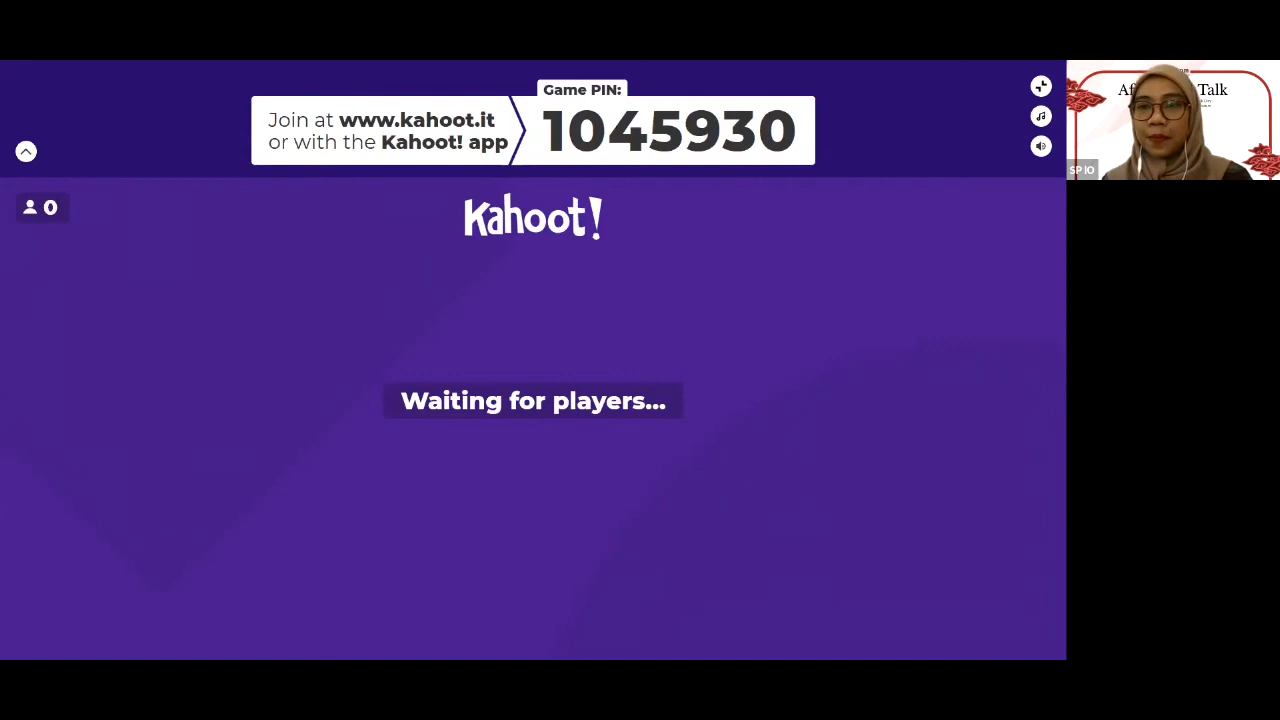 Game PIN:
Join at www.kahoot.it
or with the Kahoot! app
1045930
0
Kahoot!
Waiting for players...
Talk
SP IO